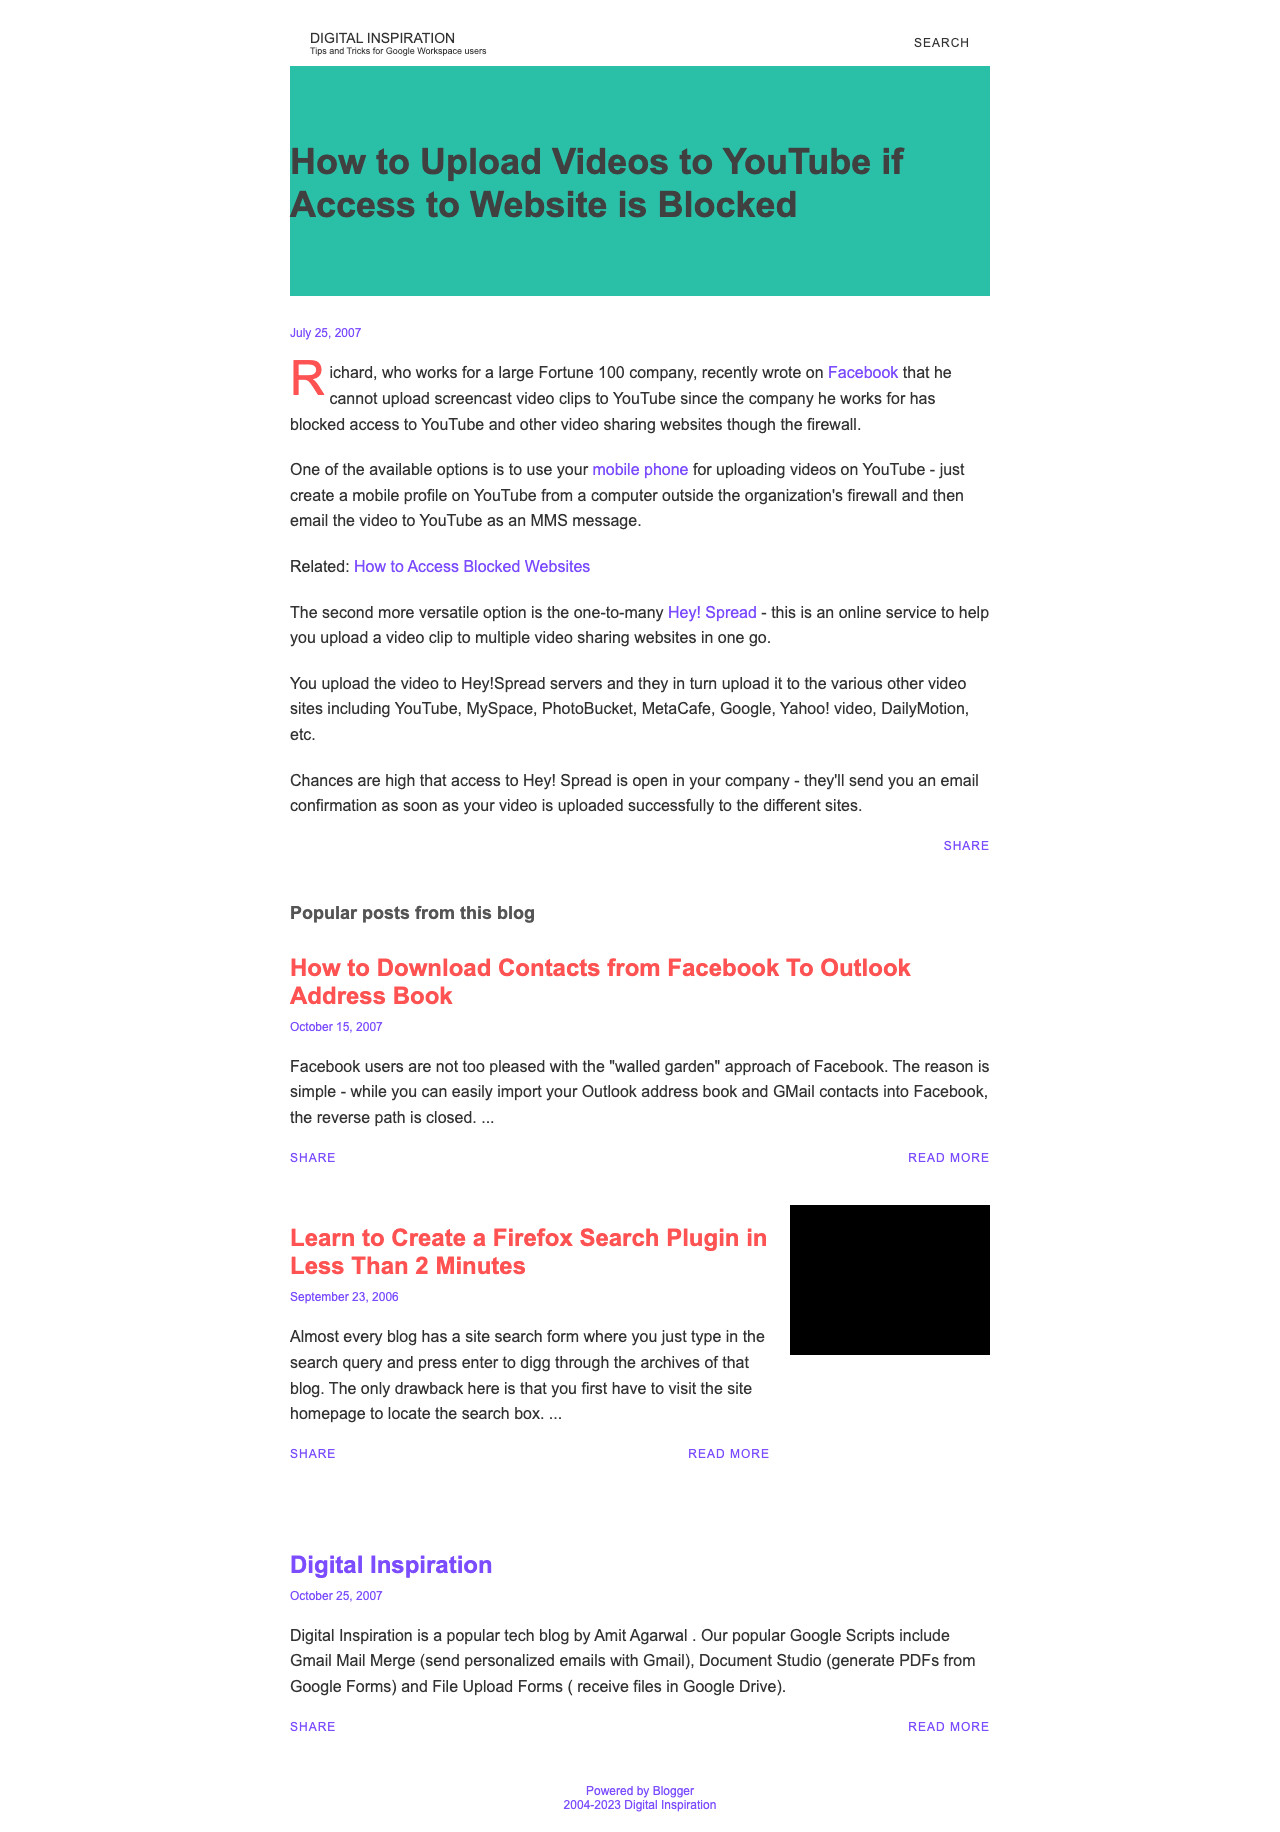 DIGITAL INSPIRATION
Tips and Tricks for Google Workspace users
SEARCH
How to Upload Videos to YouTube if
Access to Website is Blocked
July 25, 2007
Richard, who works for a large Fortune 100 company, recently wrote on Facebook that he
cannot upload screencast video clips to YouTube since the company he works for has
blocked access to YouTube and other video sharing websites though the firewall.
One of the available options is to use your mobile phone for uploading videos on YouTube - just
create a mobile profile on YouTube from a computer outside the organization's firewall and then
email the video to YouTube as an MMS message.
Related: How to Access Blocked Websites
The second more versatile option is the one-to-many Hey! Spread - this is an online service to help
you upload a video clip to multiple video sharing websites in one go.
You upload the video to Hey!Spread servers and they in turn upload it to the various other video
sites including YouTube, MySpace, PhotoBucket, MetaCafe, Google, Yahoo! video, DailyMotion,
etc.
Chances are high that access to Hey! Spread is open in your company - they'll send you an email
confirmation as soon as your video is uploaded successfully to the different sites.
SHARE
Popular posts from this blog
How to Download Contacts from Facebook To Outlook
Address Book
October 15, 2007
Facebook users are not too pleased with the "walled garden" approach of Facebook. The reason is
simple - while you can easily import your Outlook address book and GMail contacts into Facebook,
the reverse path is closed. ...
SHARE
READ MORE
Learn to Create a Firefox Search Plugin in
Less Than 2 Minutes
September 23, 2006
Almost every blog has a site search form where you just type in the
search query and press enter to digg through the archives of that
blog. The only drawback here is that you first have to visit the site
homepage to locate the search box. ...
SHARE
READ MORE
Digital Inspiration
October 25, 2007
Digital Inspiration is a popular tech blog by Amit Agarwal . Our popular Google Scripts include
Gmail Mail Merge (send personalized emails with Gmail), Document Studio (generate PDFs from
Google Forms) and File Upload Forms ( receive files in Google Drive).
SHARE
READ MORE
Powered by Blogger
2004-2023 Digital Inspiration